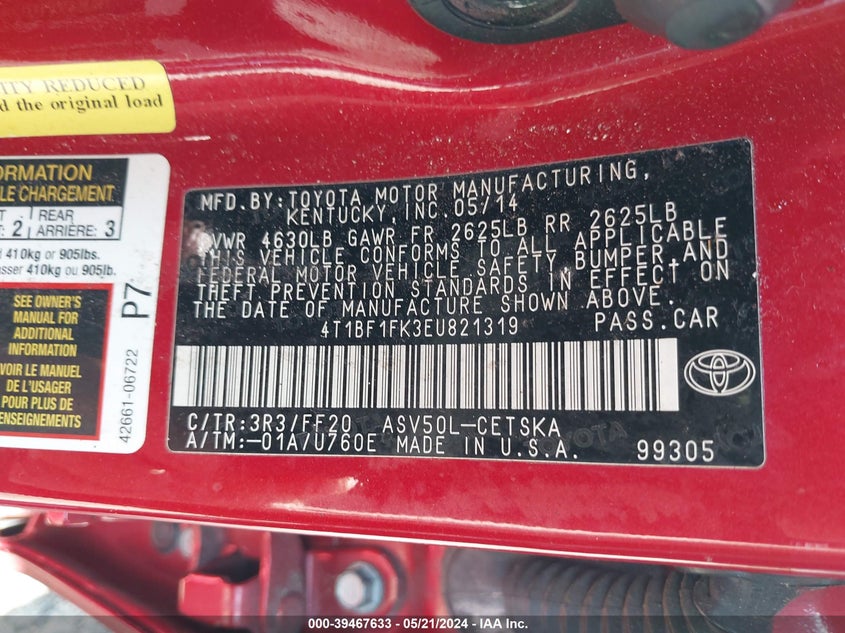 ITY REDUCED
d the original load
ORMATION
LE CHARGEMENT
REAR
2 ARRIÈRE: 3
410kg or 905lbs.
asser 410kg ou 905lb.
SEE OWNER'S
MANUAL FOR
ADDITIONAL
INFORMATION
VOIR LE MANUEL
DE L'USAGER
POUR PLUS DE
ENSEIGNEMENTS
P7
42661-06722
MFD.BY:TOYOTA MOTOR MANUFACTURING,
KENTUCKY, INC.05/14
GVWR 4630LB GAWR FR 2625LB RR 2625LB
THIS VEHICLE CONFORMS TO ALL APPLICABLE
FEDERAL MOTOR VEHICLE SAFETY,BUMPER,AND
THEFT PREVENTION STANDARDS IN EFFECT ON
THE DATE OF MANUFACTURE SHOWN ABOVE.
4T1BF1FK3EU821319 PASS.CAR
C/TR:3R3/FF20 ASV50L-CETSKA
A/TM:-01A/U760E MADE IN U.S.A. 99305
000-39467633 - 05/21/2024 - IAA Inc.